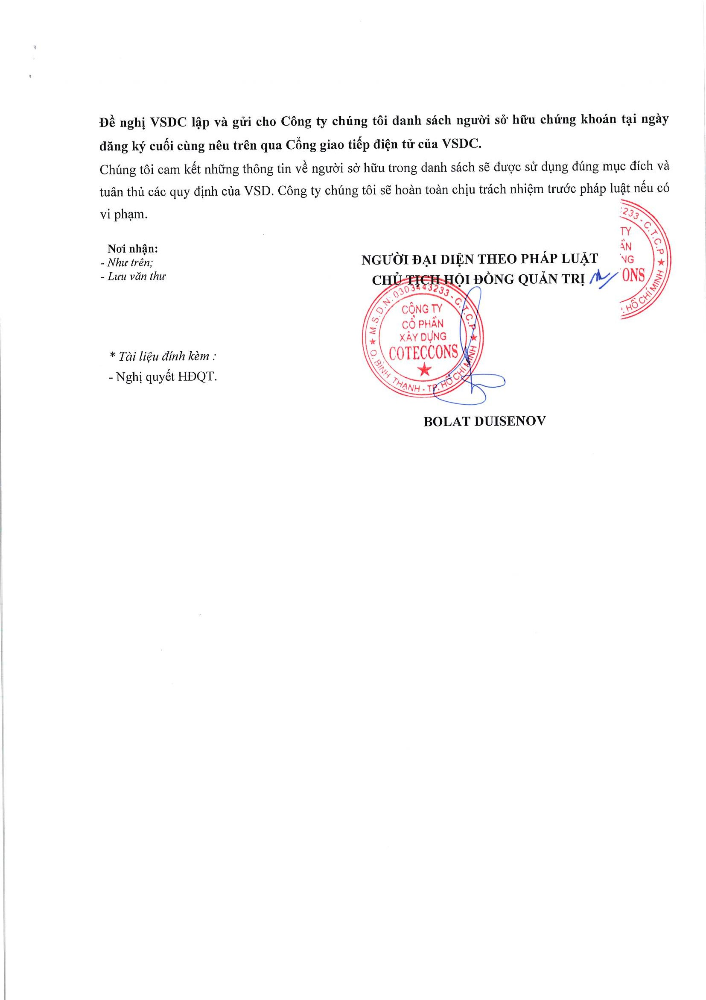 Đề nghị VSDC lập và gửi cho Công ty chúng tôi danh sách người sở hữu chứng khoán tại ngày
đăng ký cuối cùng nêu trên qua Cổng giao tiếp điện tử của VSDC.
Chúng tôi cam kết những thông tin về người sở hữu trong danh sách sẽ được sử dụng đúng mục đích và
tuân thủ các quy định của VSD. Công ty chúng tôi sẽ hoàn toàn chịu trách nhiệm trước pháp luật nếu có
vi phạm.
233 - C.T.C.P ★
TY
ẦN
NG
ONS
. HỒ CHÍ MINH
Nơi nhận:
- Như trên;
- Lưu văn thư
NGƯỜI ĐẠI DIỆN THEO PHÁP LUẬT
CHỦ TỊCH HỘI ĐỒNG QUẢN TRỊ
★ M.S.D.N: 0303443233 - C.T.C.P ★
CÔNG TY
CỔ PHẦN
XÂY DỰNG
COTECCONS
Q. BÌNH THẠNH - TP. HỒ CHÍ MINH
* Tài liệu đính kèm :
- Nghị quyết HĐQT.
BOLAT DUISENOV